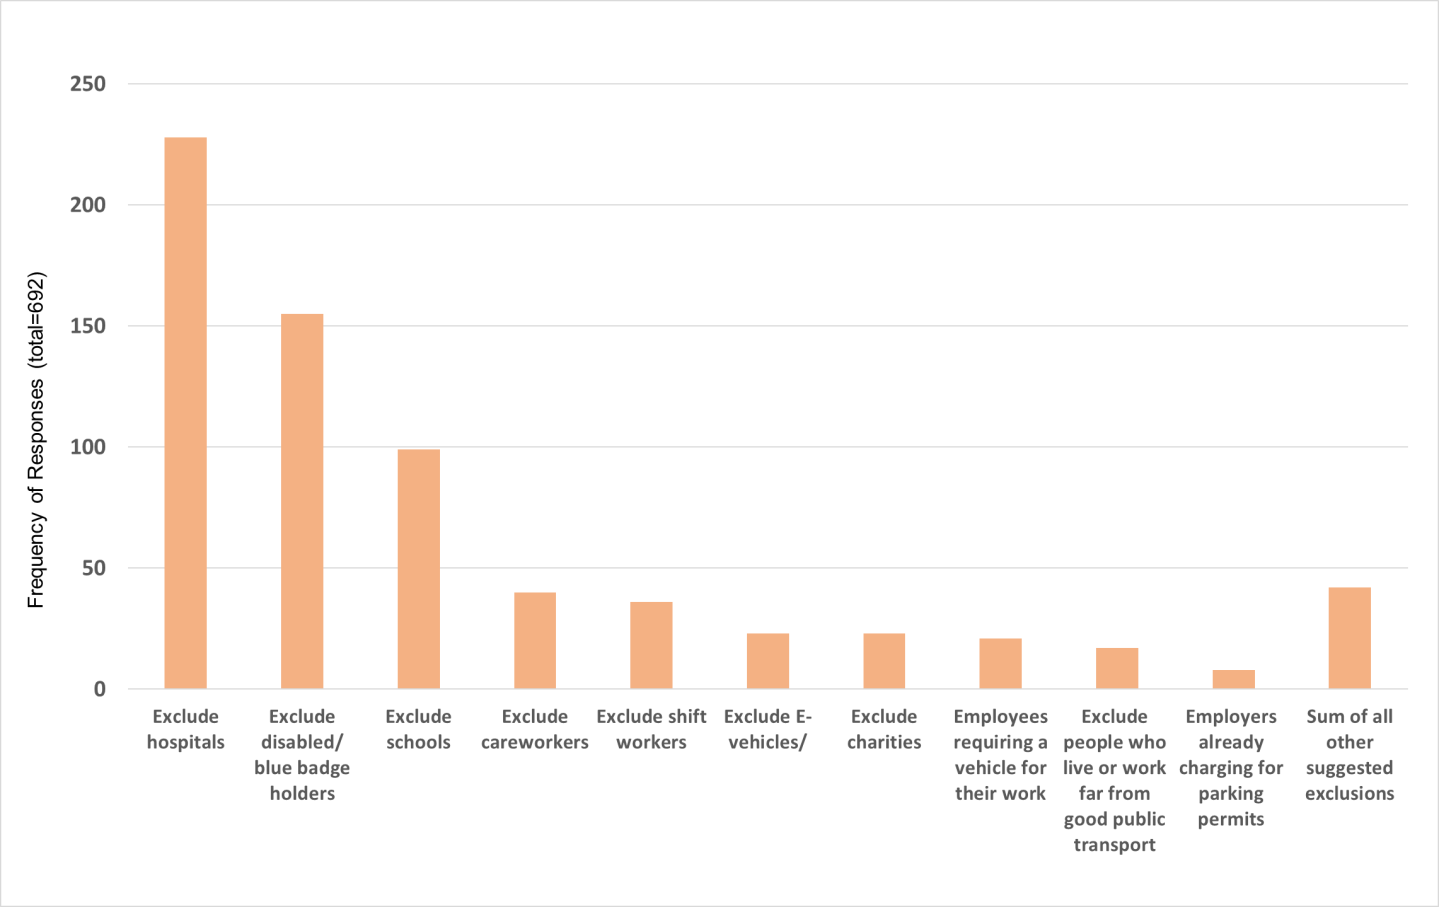 250
200
150
100
50
0
Frequency of Responses (total=692)
Exclude
hospitals
Exclude
disabled/
blue badge
holders
Exclude
schools
Exclude
careworkers
Exclude shift
workers
Exclude E-
vehicles/
Exclude
charities
Employees
requiring a
vehicle for
their work
Exclude
people who
live or work
far from
good public
transport
Employers
already
charging for
parking
permits
Sum of all
other
suggested
exclusions